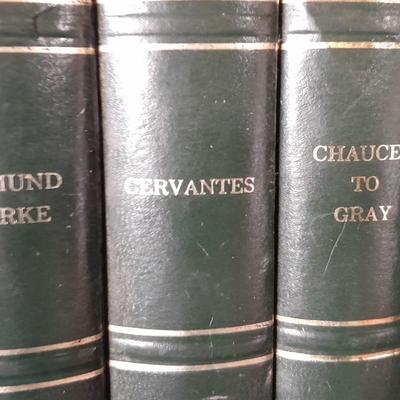 MUND
RKE
CERVANTES
CHAUCE
TO
GRAY